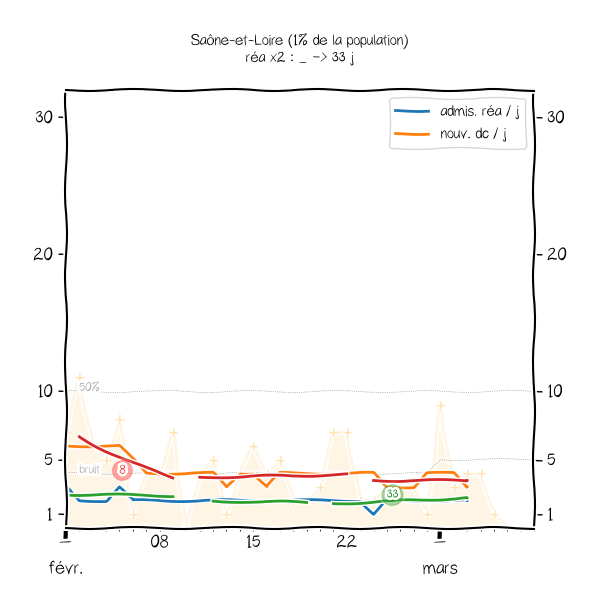 Saône-et-Loire (1% de la population)
réa x2 : _ -> 33 j
admis. réa / j
nouv. dc / j
30
30
20
20
10
10
50%
5
5
bruit
8
33
1
1
08
15
22
févr.
mars